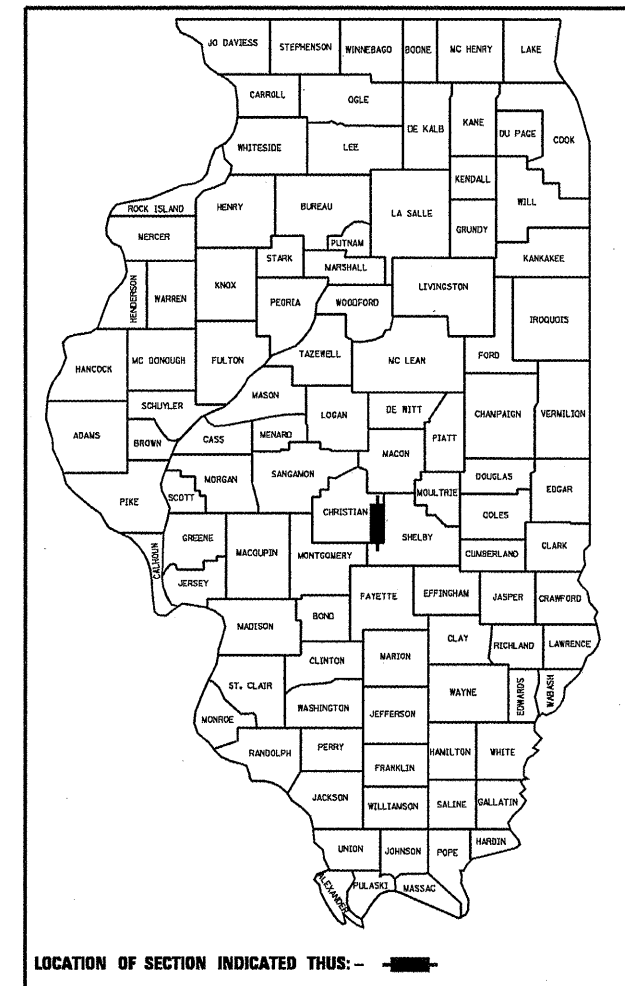 JO DAVIESS
STEPHENSON
WINNEBAGO
BOONE
MC HENRY
LAKE
CARROLL
OGLE
DE KALB
KANE
DU PAGE
COOK
WHITESIDE
LEE
KENDALL
WILL
ROCK ISLAND
HENRY
BUREAU
LA SALLE
GRUNDY
MERCER
PUTNAM
KANKAKEE
STARK
MARSHALL
HENDERSON
WARREN
KNOX
PEORIA
WOODFORD
LIVINGSTON
IROQUOIS
HANCOCK
MC DONOUGH
FULTON
TAZEWELL
MC LEAN
FORD
SCHUYLER
MASON
LOGAN
DE WITT
CHAMPAIGN
VERMILION
ADAMS
BROWN
CASS
MENARD
MACON
PIATT
PIKE
SCOTT
MORGAN
SANGAMON
MOULTRIE
DOUGLAS
EDGAR
CHRISTIAN
COLES
GREENE
MACOUPIN
MONTGOMERY
SHELBY
CUMBERLAND
CLARK
CALHOUN
JERSEY
FAYETTE
EFFINGHAM
JASPER
CRAWFORD
MADISON
BOND
CLAY
RICHLAND
LAWRENCE
CLINTON
MARION
ST. CLAIR
WAYNE
EDWARDS
WABASH
MONROE
WASHINGTON
JEFFERSON
RANDOLPH
PERRY
HAMILTON
WHITE
FRANKLIN
JACKSON
WILLIAMSON
SALINE
GALLATIN
UNION
JOHNSON
POPE
HARDIN
ALEXANDER
PULASKI
MASSAC
LOCATION OF SECTION INDICATED THUS: -